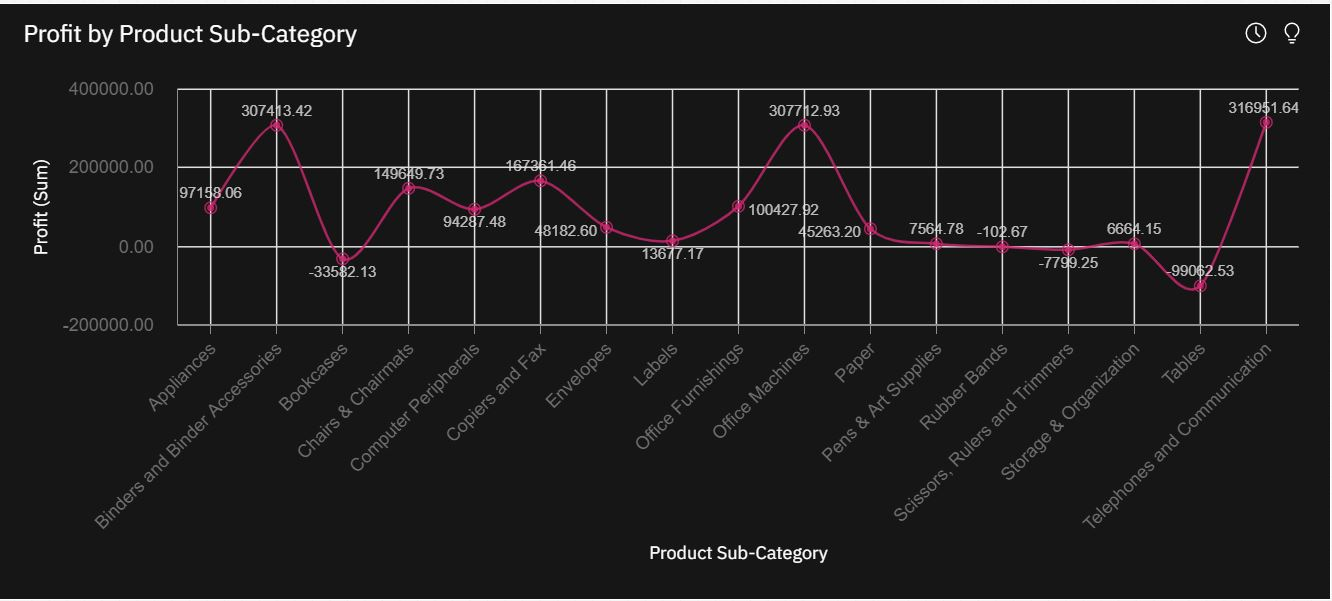 Profit by Product Sub-Category
400000.00
200000.00
0.00
-200000.00
Profit (Sum)
97158.06
307413.42
-33582.13
149649.73
94287.48
167361.46
48182.60
13677.17
100427.92
307712.93
45263.20
7564.78
-102.67
-7799.25
6664.15
-99062.53
316951.64
Appliances
Binders and Binder Accessories
Bookcases
Chairs & Chairmats
Computer Peripherals
Copiers and Fax
Envelopes
Labels
Office Furnishings
Office Machines
Paper
Pens & Art Supplies
Rubber Bands
Scissors, Rulers and Trimmers
Storage & Organization
Tables
Telephones and Communication
Product Sub-Category